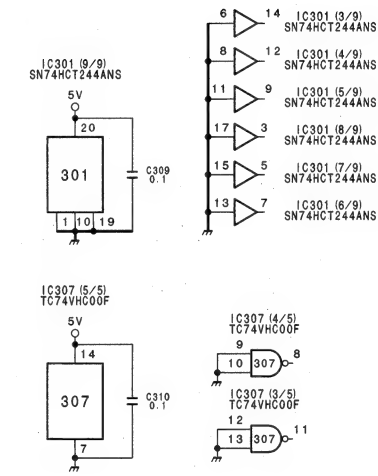 IC301 (9/9)
SN74HCT244ANS
5V
20
301
C309
0.1
1 10 19
6 14 IC301 (3/9)
SN74HCT244ANS
8 12 IC301 (4/9)
SN74HCT244ANS
11 9 IC301 (5/9)
SN74HCT244ANS
17 3 IC301 (8/9)
SN74HCT244ANS
15 5 IC301 (7/9)
SN74HCT244ANS
13 7 IC301 (6/9)
SN74HCT244ANS
IC307 (5/5)
TC74VHC00F
5V
14
307
C310
0.1
7
IC307 (4/5)
TC74VHC00F
9
10 307 8
IC307 (3/5)
TC74VHC00F
12
13 307 11